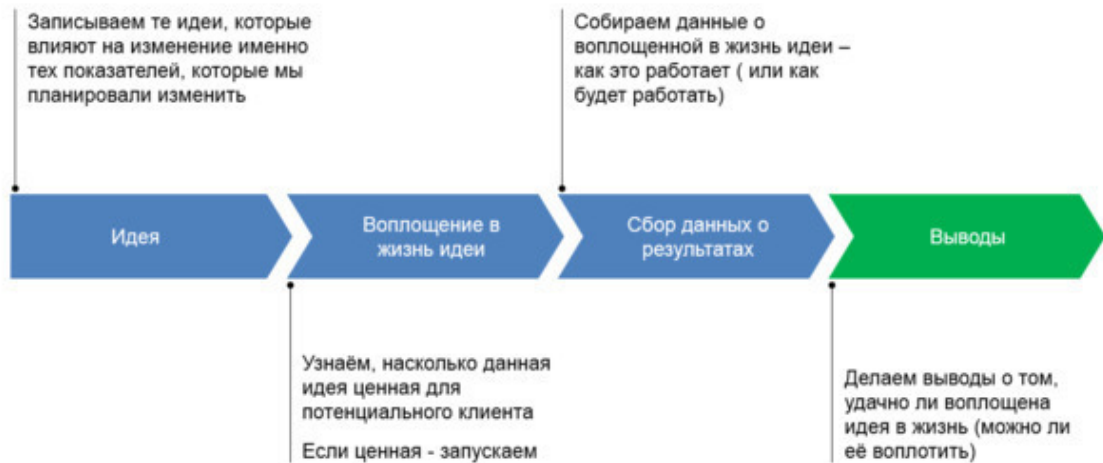 Записываем те идеи, которые
влияют на изменение именно
тех показателей, которые мы
планировали изменить
Собираем данные о
воплощенной в жизнь идеи –
как это работает ( или как
будет работать)
Идея
Воплощение в
жизнь идеи
Сбор данных о
результатах
Выводы
Узнаём, насколько данная
идея ценная для
потенциального клиента
Если ценная - запускаем
Делаем выводы о том,
удачно ли воплощена
идея в жизнь (можно ли
её воплотить)